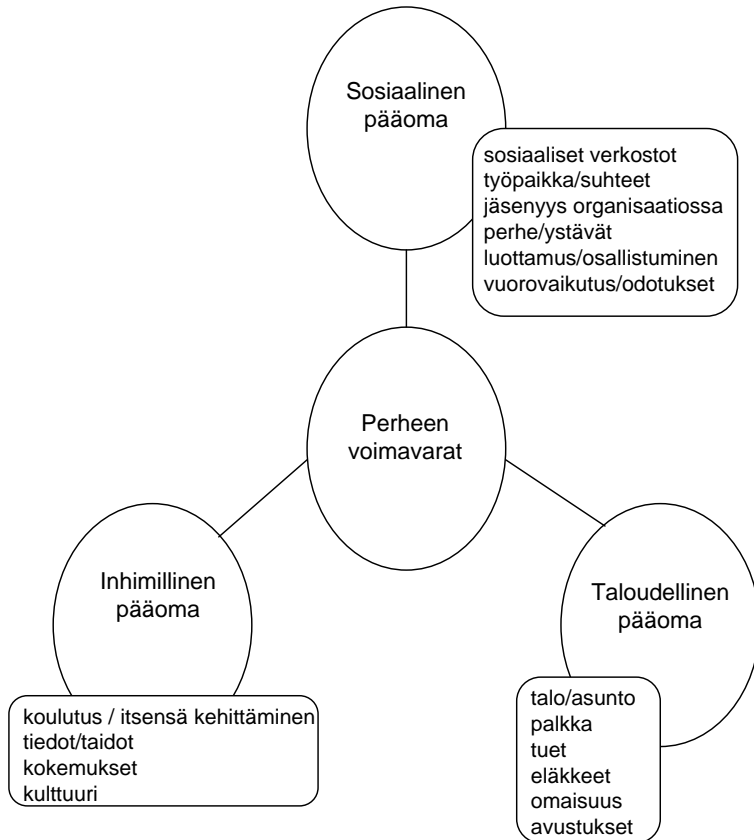 Sosiaalinen
pääoma
sosiaaliset verkostot
työpaikka/suhteet
jäsenyys organisaatiossa
perhe/ystävät
luottamus/osallistuminen
vuorovaikutus/odotukset
Perheen
voimavarat
Inhimillinen
pääoma
koulutus / itsensä kehittäminen
tiedot/taidot
kokemukset
kulttuuri
Taloudellinen
pääoma
talo/asunto
palkka
tuet
eläkkeet
omaisuus
avustukset